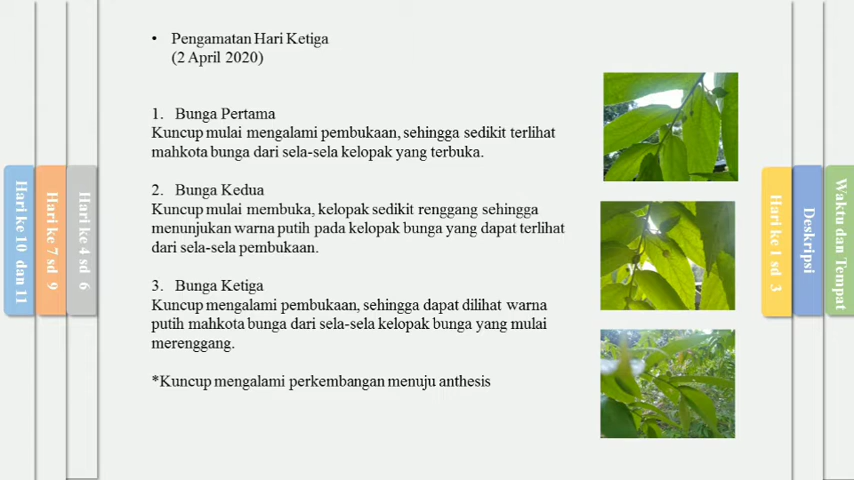 • Pengamatan Hari Ketiga
(2 April 2020)
1. Bunga Pertama
Kuncup mulai mengalami pembukaan, sehingga sedikit terlihat
mahkota bunga dari sela-sela kelopak yang terbuka.
2. Bunga Kedua
Kuncup mulai membuka, kelopak sedikit renggang sehingga
menunjukan warna putih pada kelopak bunga yang dapat terlihat
dari sela-sela pembukaan.
3. Bunga Ketiga
Kuncup mengalami pembukaan, sehingga dapat dilihat warna
putih mahkota bunga dari sela-sela kelopak bunga yang mulai
merenggang.
*Kuncup mengalami perkembangan menuju anthesis
Hari ke 10 dan 11
Hari ke 7 sd 9
Hari ke 4 sd 6
Hari ke 1 sd 3
Deskripsi
Waktu dan Tempat